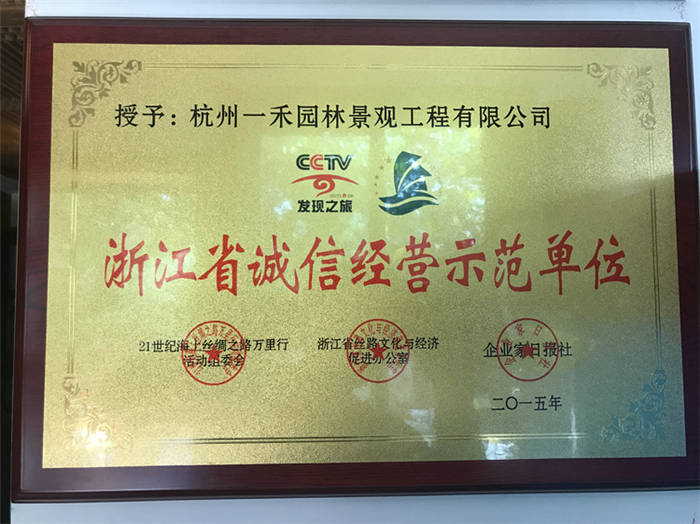 授予：杭州一禾园林景观工程有限公司
CCTV
发现之旅
浙江省诚信经营示范单位
21世纪海上丝绸之路万里行
活动组委会
浙江省丝路文化与经济
促进办公室
企业家日报社
二〇一五年